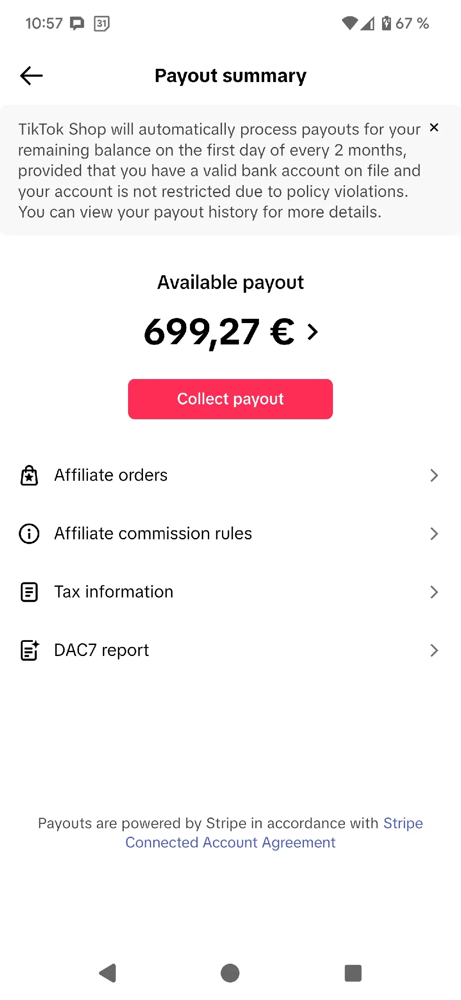 10:57 31 67 %
Payout summary
TikTok Shop will automatically process payouts for your
remaining balance on the first day of every 2 months,
provided that you have a valid bank account on file and
your account is not restricted due to policy violations.
You can view your payout history for more details.
Available payout
699,27 €
Collect payout
Affiliate orders
Affiliate commission rules
Tax information
DAC7 report
Payouts are powered by Stripe in accordance with Stripe
Connected Account Agreement